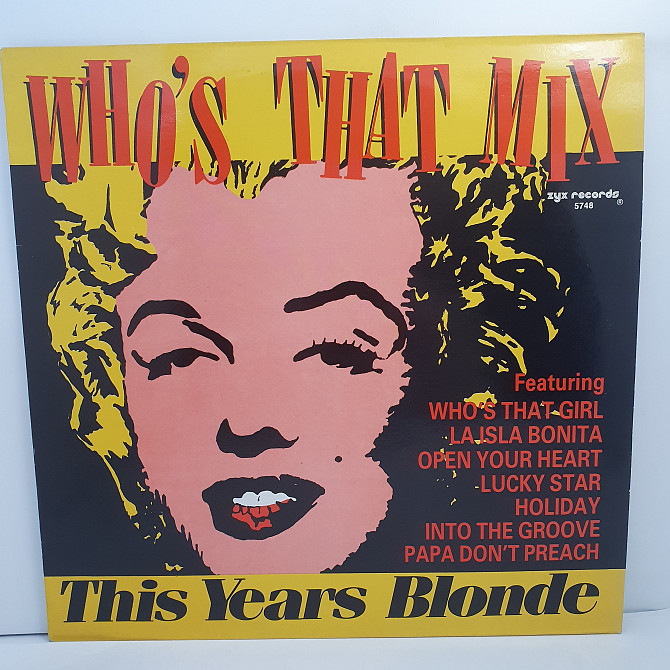 WHO'S THAT MIX
zyx records
5748 ®
Featuring
WHO'S THAT GIRL
LA ISLA BONITA
OPEN YOUR HEART
LUCKY STAR
HOLIDAY
INTO THE GROOVE
PAPA DON'T PREACH
This Years Blonde